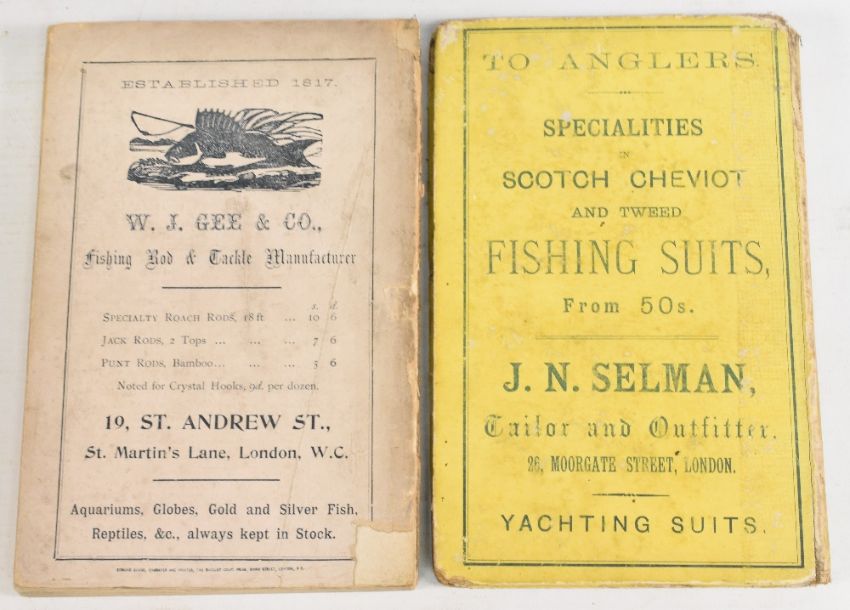 ESTABLISHED 1817.
W. J. GEE & CO.,
Fishing Rod & Tackle Manufacturer
s. d.
SPECIALTY ROACH RODS, 18 ft ... 10 6
JACK RODS, 2 Tops ... ... ... 7 6
PUNT RODS, Bamboo... ... ... 5 6
Noted for Crystal Hooks, 9d. per dozen.
19, ST. ANDREW ST.,
St. Martin's Lane, London, W.C.
Aquariums, Globes, Gold and Silver Fish,
Reptiles, &c., always kept in Stock.
TO ANGLERS
SPECIALITIES
IN
SCOTCH CHEVIOT
AND TWEED
FISHING SUITS,
From 50s.
J. N. SELMAN,
Tailor and Outfitter.
26, MOORGATE STREET, LONDON.
YACHTING SUITS.